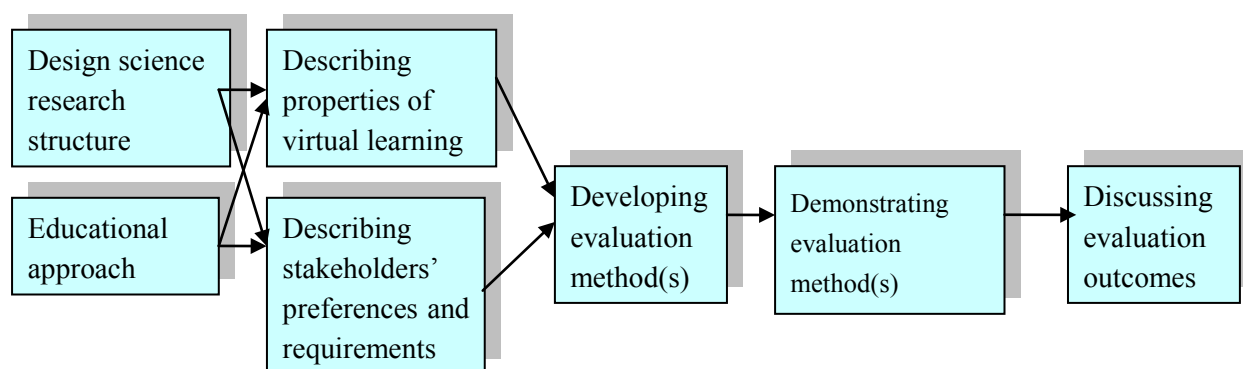 Design science
research
structure
Educational
approach
Describing
properties of
virtual learning
Describing
stakeholders’
preferences and
requirements
Developing
evaluation
method(s)
Demonstrating
evaluation
method(s)
Discussing
evaluation
outcomes